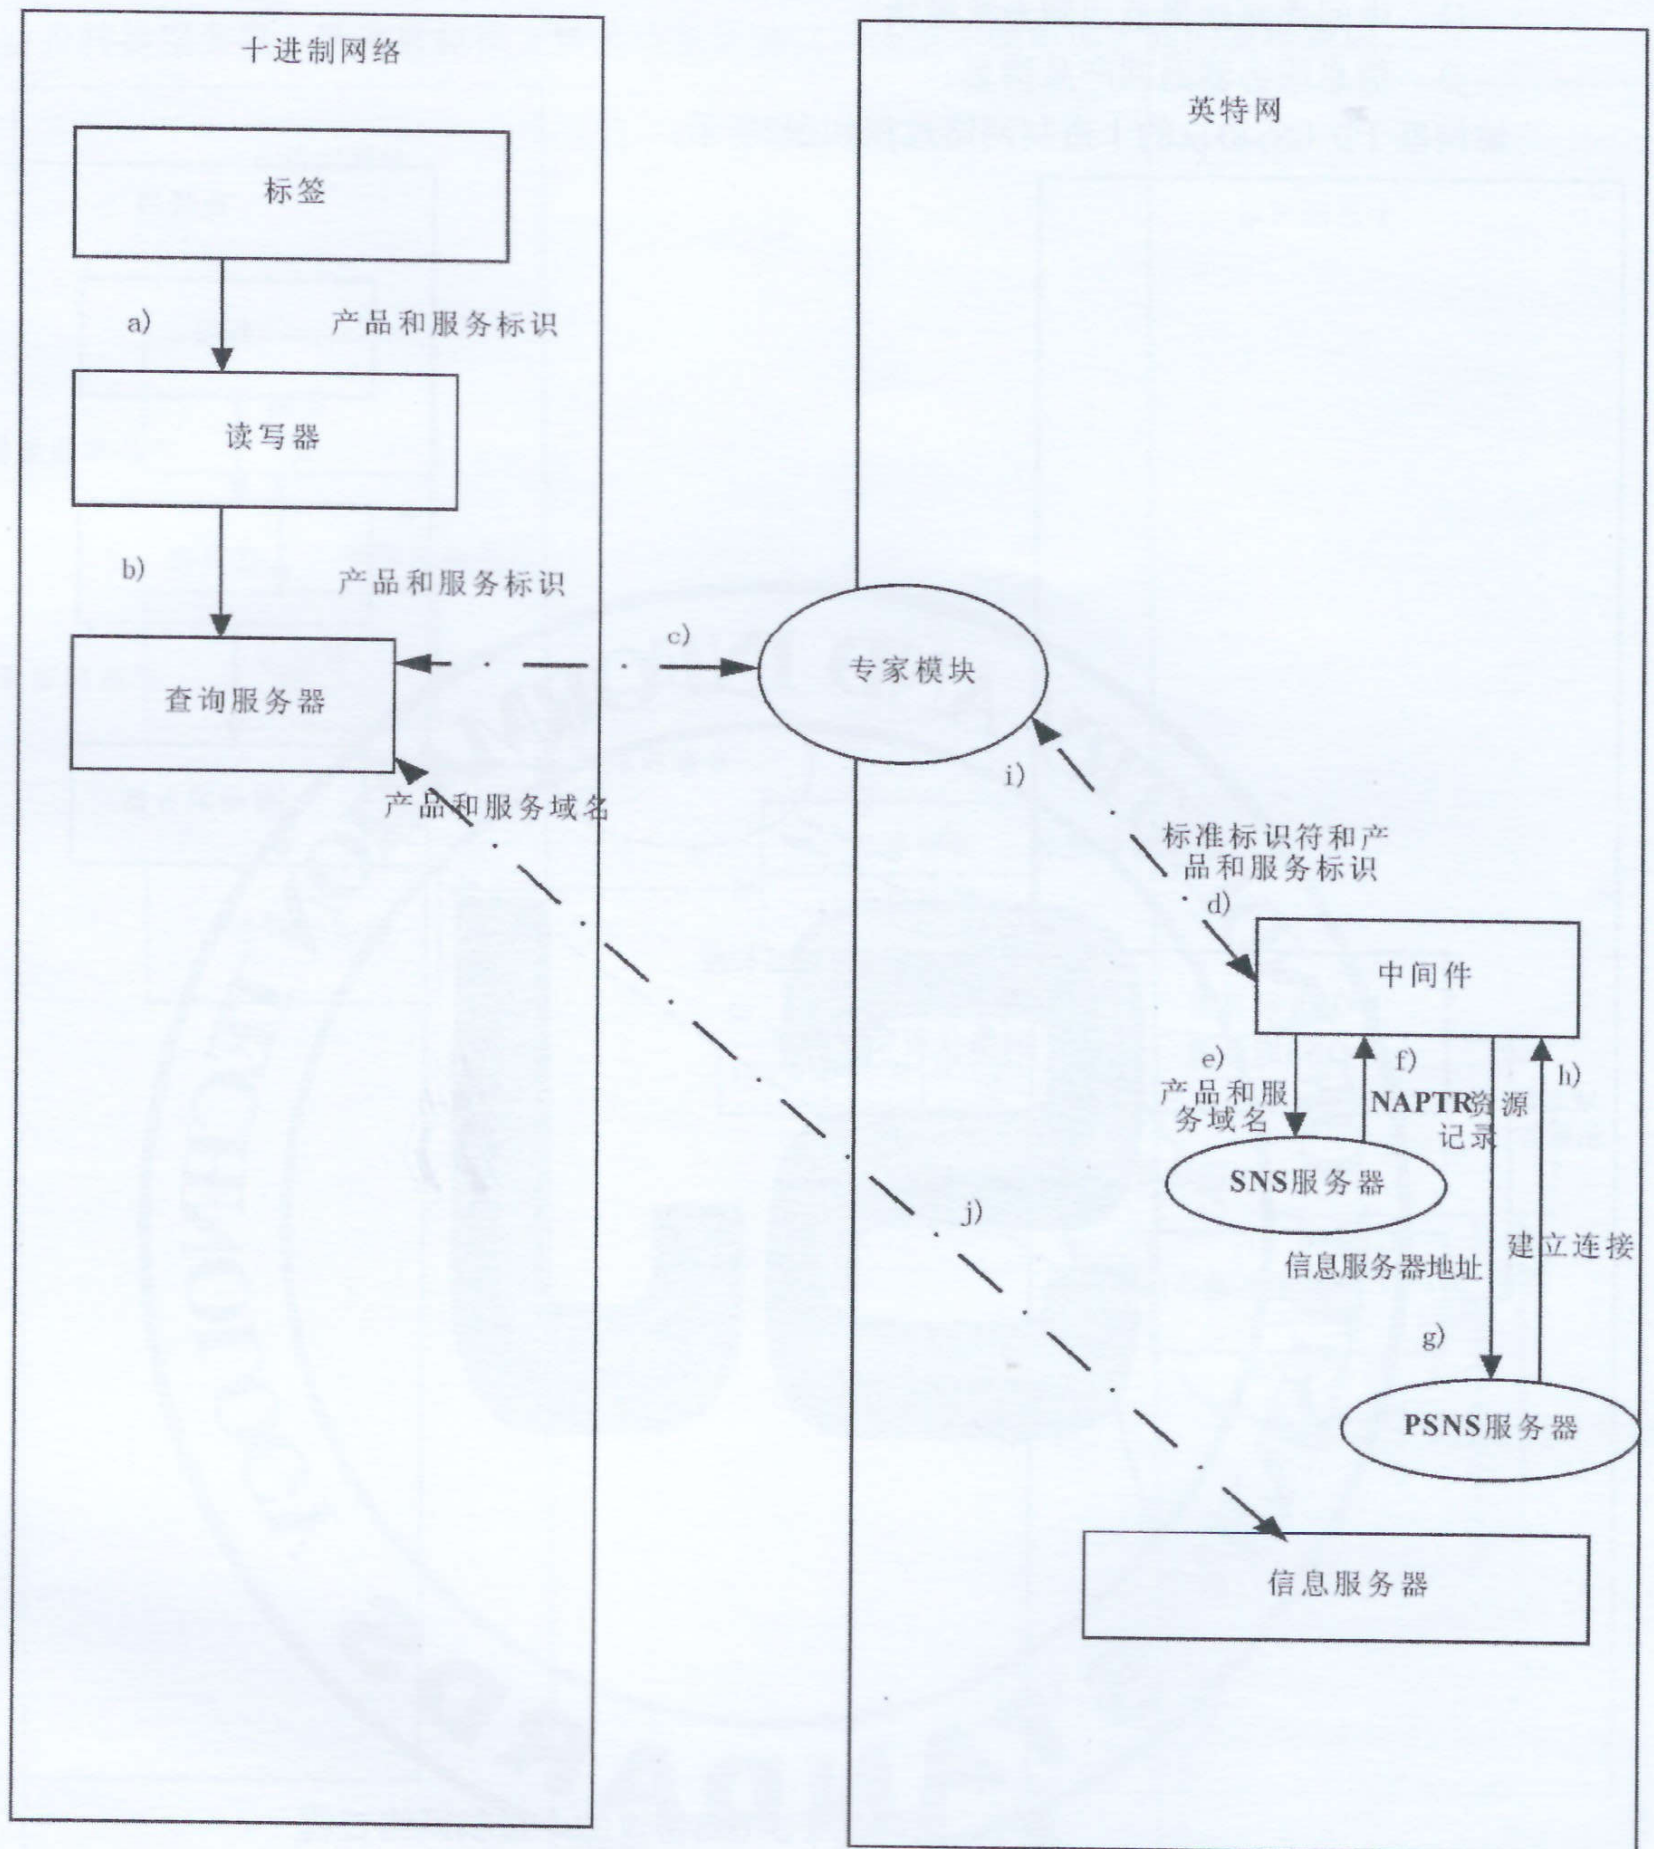 十进制网络
标签
a)
产品和服务标识
读写器
b)
产品和服务标识
查询服务器
c)
产品和服务域名
英特网
专家模块
i)
标准标识符和产
品和服务标识
d)
中间件
e)
产品和服
务域名
f)
NAPTR资源
记录
h)
SNS服务器
信息服务器地址
建立连接
g)
PSNS服务器
j)
信息服务器